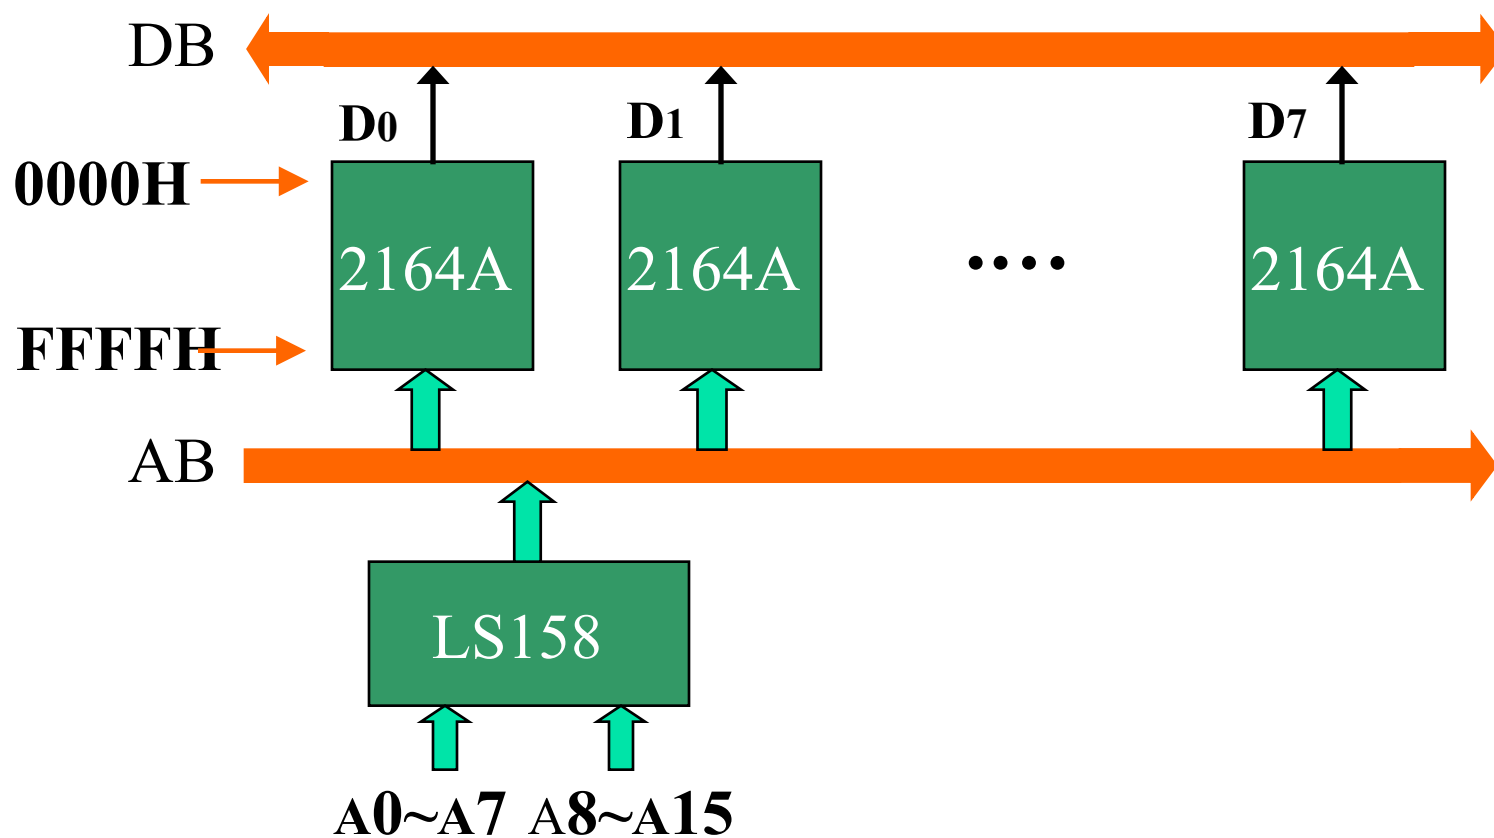 DB
D0 D1 D7
0000H
2164A 2164A .... 2164A
FFFFH
AB
LS158
A0~A7 A8~A15